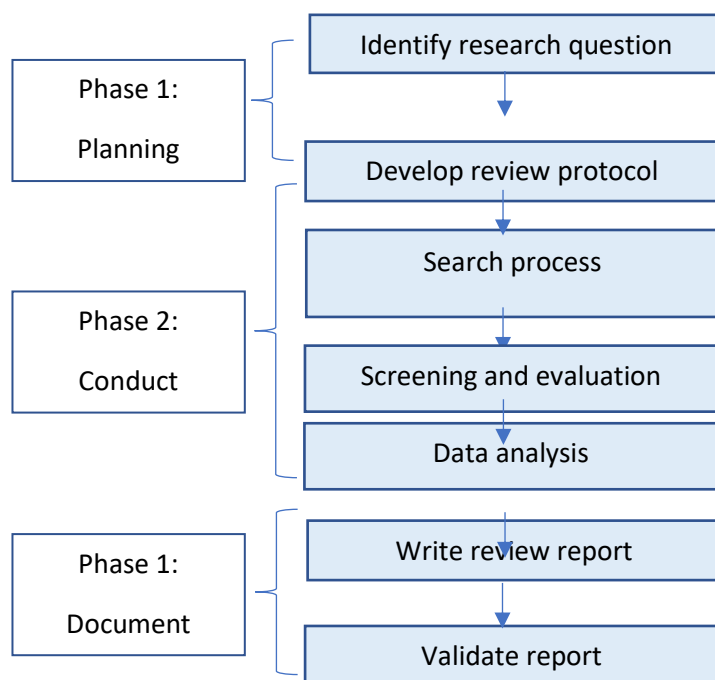 Identify research question
Phase 1:
Planning
Develop review protocol
Search process
Phase 2:
Conduct
Screening and evaluation
Data analysis
Write review report
Phase 1:
Document
Validate report